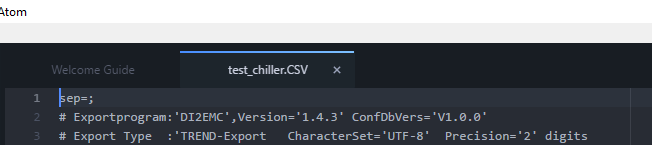 Atom
Welcome Guide
test_chiller.CSV ×
1 sep=;
2 # Exportprogram:'DI2EMC',Version='1.4.3' ConfDbVers='V1.0.0'
3 # Export Type  :'TREND-Export   CharacterSet='UTF-8'  Precision='2' digits